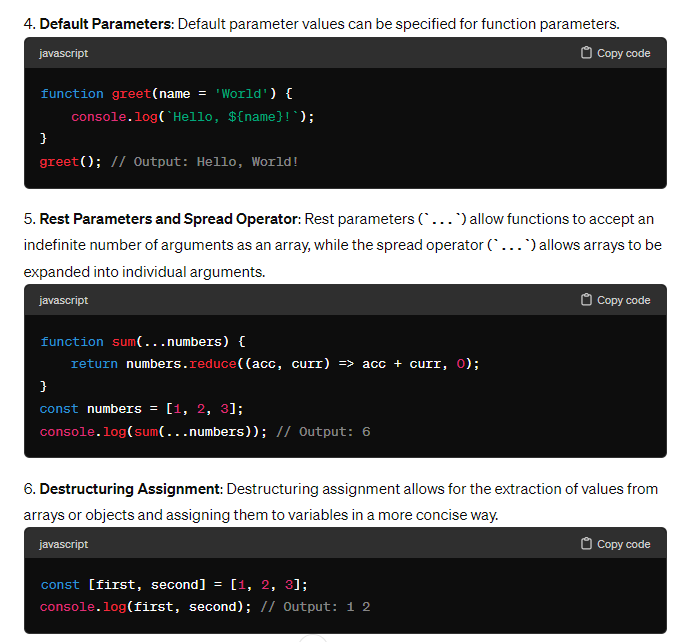 4. Default Parameters: Default parameter values can be specified for function parameters.
javascript Copy code
function greet(name = 'World') {
    console.log(`Hello, ${name}!`);
}
greet(); // Output: Hello, World!
5. Rest Parameters and Spread Operator: Rest parameters (`...`) allow functions to accept an
indefinite number of arguments as an array, while the spread operator (`...`) allows arrays to be
expanded into individual arguments.
javascript Copy code
function sum(...numbers) {
    return numbers.reduce((acc, curr) => acc + curr, 0);
}
const numbers = [1, 2, 3];
console.log(sum(...numbers)); // Output: 6
6. Destructuring Assignment: Destructuring assignment allows for the extraction of values from
arrays or objects and assigning them to variables in a more concise way.
javascript Copy code
const [first, second] = [1, 2, 3];
console.log(first, second); // Output: 1 2